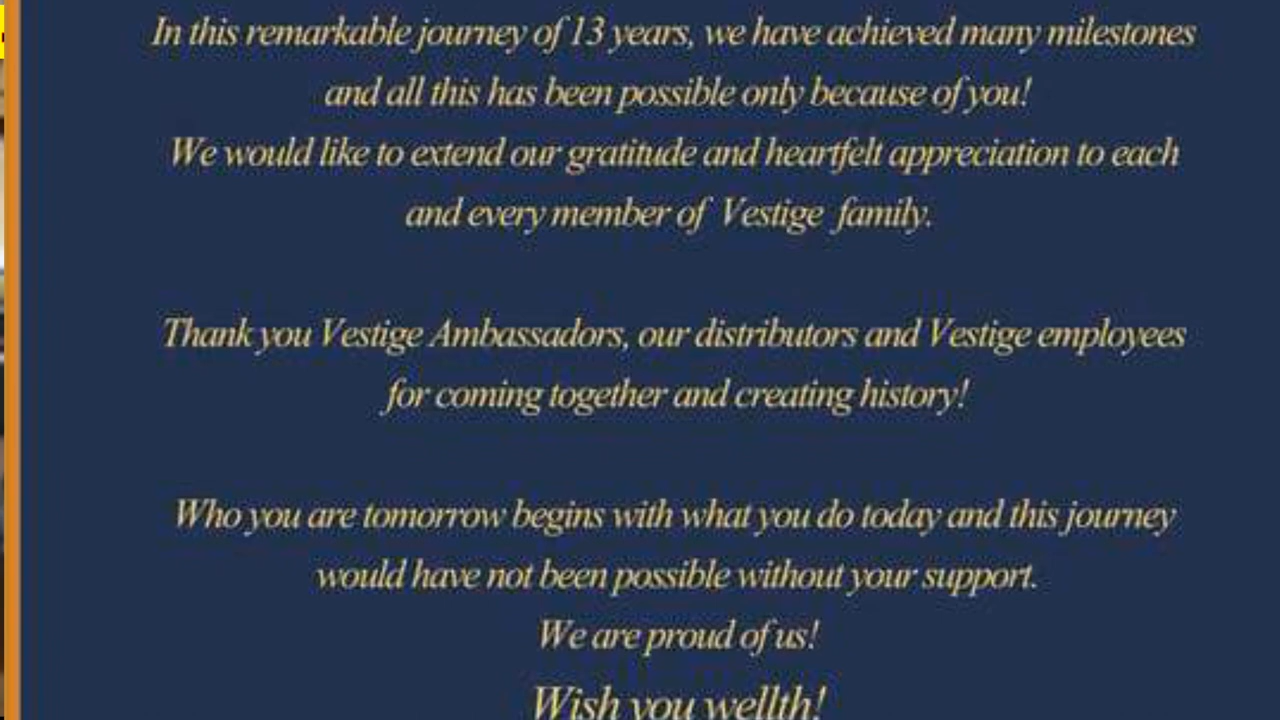 In this remarkable journey of 13 years, we have achieved many milestones
and all this has been possible only because of you!
We would like to extend our gratitude and heartfelt appreciation to each
and every member of Vestige family.
Thank you Vestige Ambassadors, our distributors and Vestige employees
for coming together and creating history!
Who you are tomorrow begins with what you do today and this journey
would have not been possible without your support.
We are proud of us!
Wish you wellth!